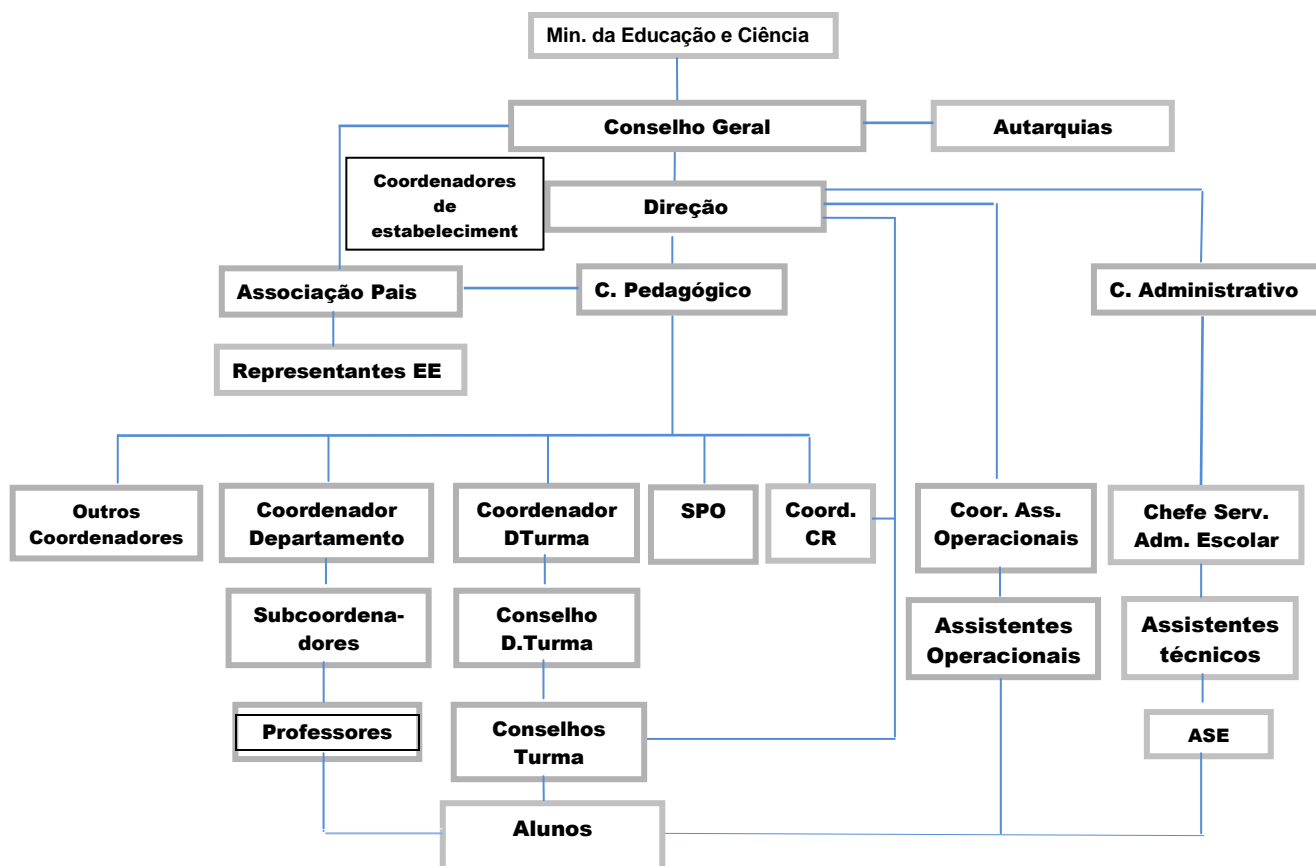 Min. da Educação e Ciência
Conselho Geral
Autarquias
Coordenadores
de
estabeleciment
Direção
Associação Pais
C. Pedagógico
C. Administrativo
Representantes EE
Outros
Coordenadores
Coordenador
Departamento
Coordenador
DTurma
SPO
Coord.
CR
Coor. Ass.
Operacionais
Chefe Serv.
Adm. Escolar
Subcoordena-
dores
Conselho
D.Turma
Assistentes
Operacionais
Assistentes
técnicos
Professores
Conselhos
Turma
ASE
Alunos